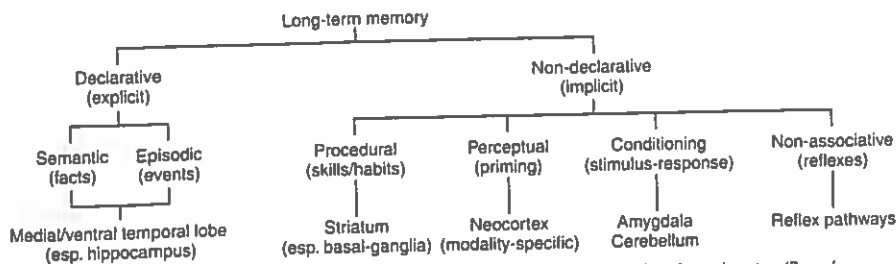 Long-term memory
Declarative
(explicit)
Non-declarative
(implicit)
Semantic
(facts)
Episodic
(events)
Procedural
(skills/habits)
Perceptual
(priming)
Conditioning
(stimulus-response)
Non-associative
(reflexes)
Medial/ventral temporal lobe
(esp. hippocampus)
Striatum
(esp. basal-ganglia)
Neocortex
(modality-specific)
Amygdala
Cerebellum
Reflex pathways